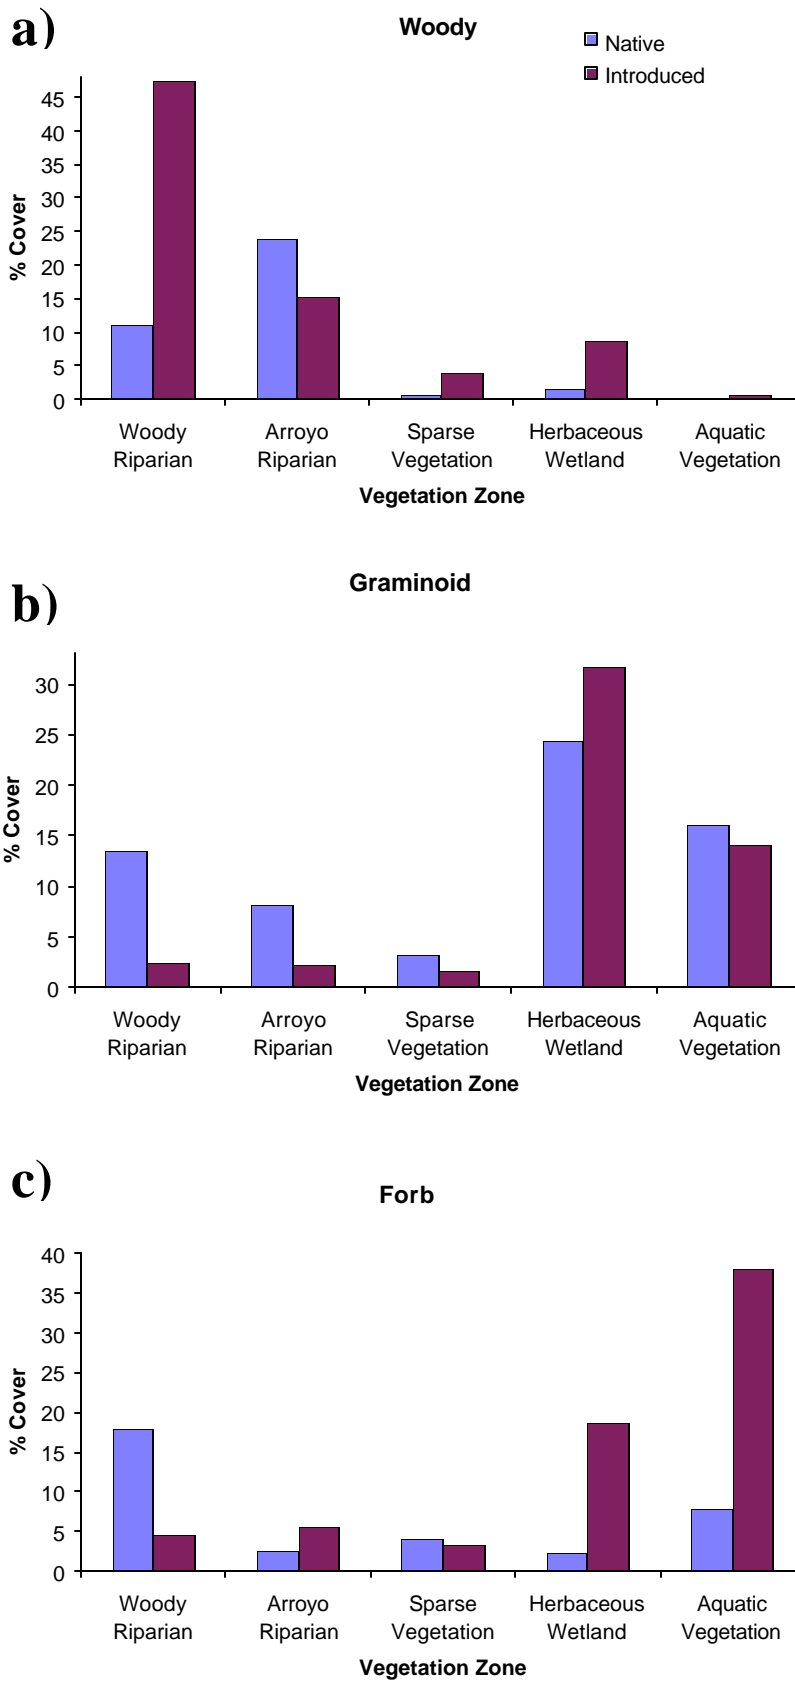 a)
Woody
Native
Introduced
45
40
35
30
25
20
15
10
5
0
% Cover
Woody Riparian
Arroyo Riparian
Sparse Vegetation
Herbaceous Wetland
Aquatic Vegetation
Vegetation Zone
b)
Graminoid
30
25
20
15
10
5
0
% Cover
Woody Riparian
Arroyo Riparian
Sparse Vegetation
Herbaceous Wetland
Aquatic Vegetation
Vegetation Zone
c)
Forb
40
35
30
25
20
15
10
5
0
% Cover
Woody Riparian
Arroyo Riparian
Sparse Vegetation
Herbaceous Wetland
Aquatic Vegetation
Vegetation Zone